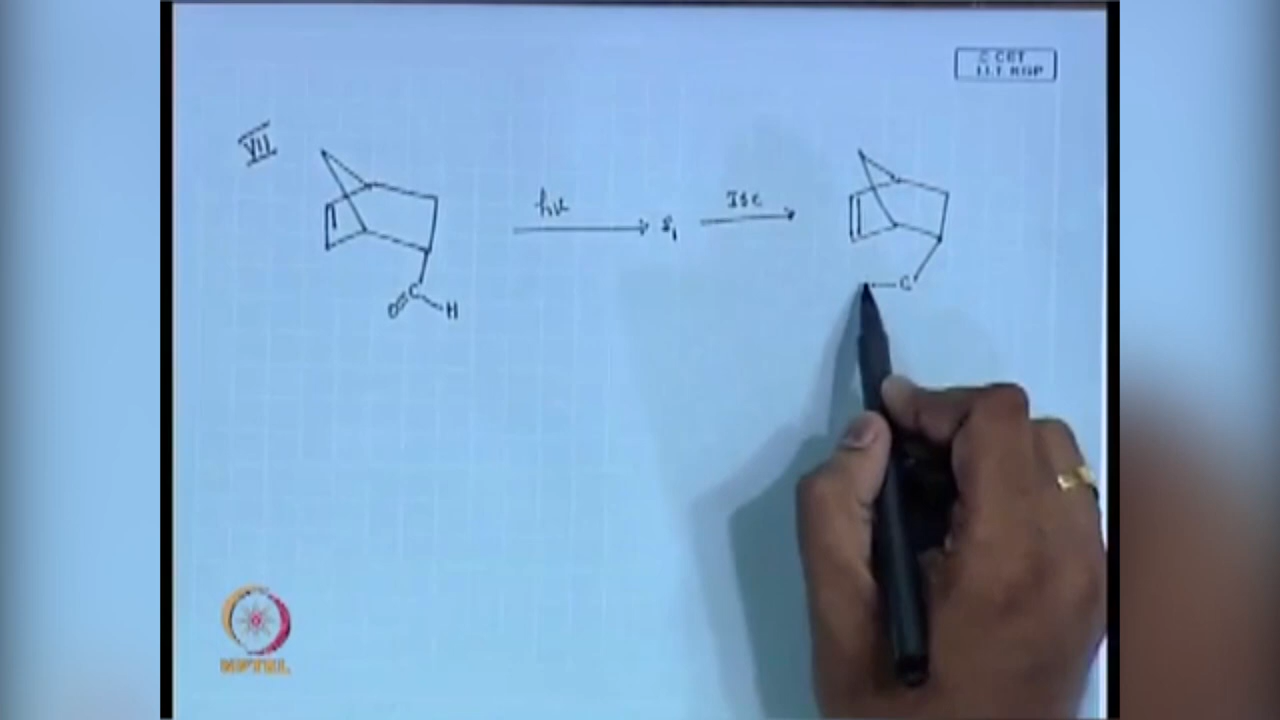 © CET
I.I.T. KGP
VII
hν
S1
ISC
C
C
O
H
NPTEL